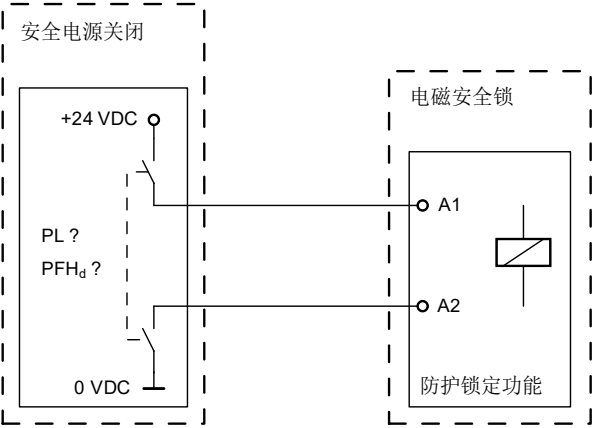 安全电源关闭
+24 VDC
PL ?
PFHd ?
0 VDC
电磁安全锁
A1
A2
防护锁定功能